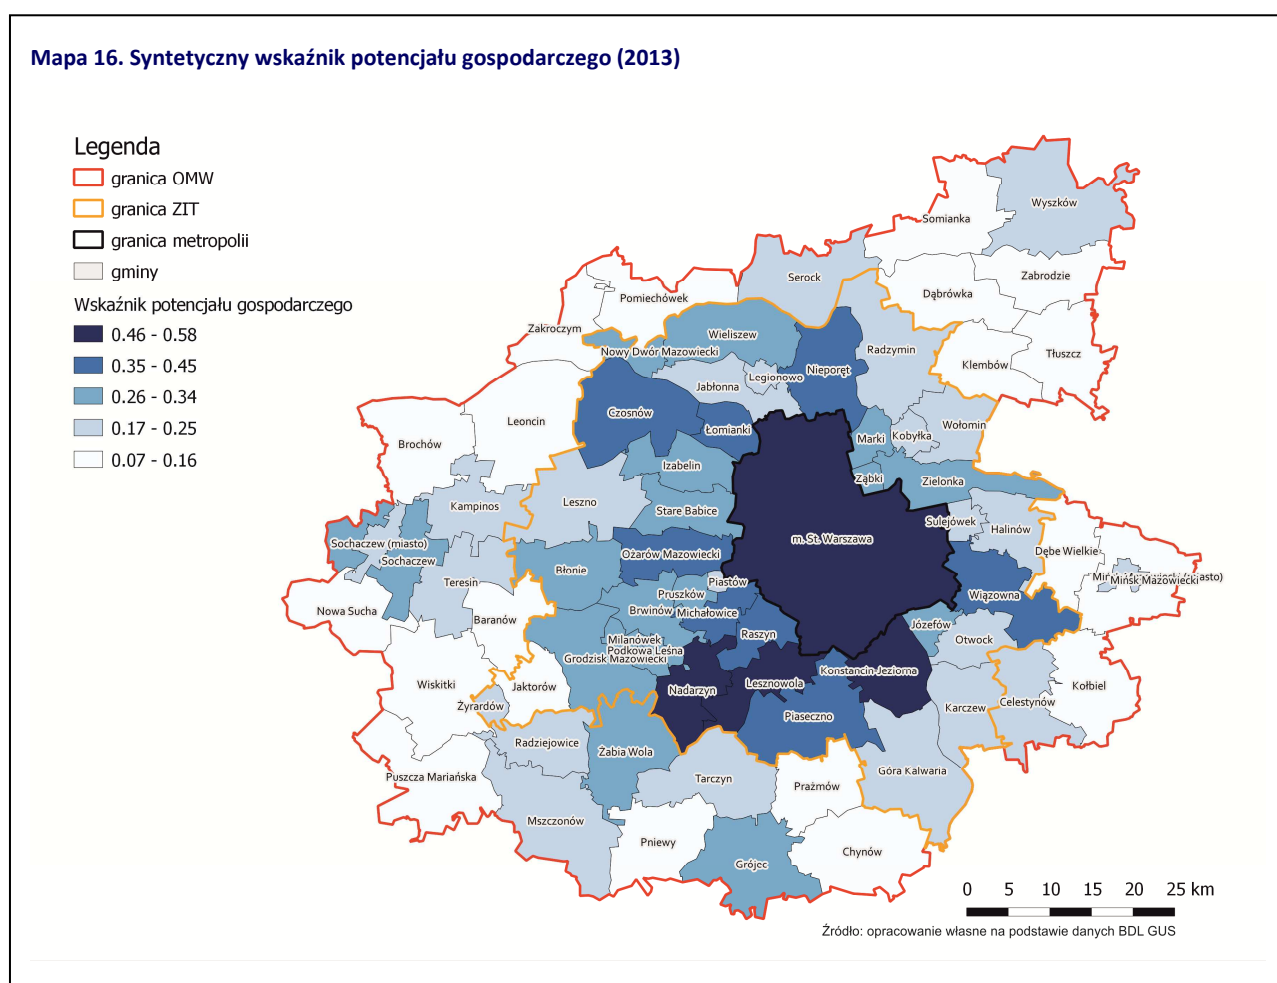 Mapa 16. Syntetyczny wskaźnik potencjału gospodarczego (2013)
Legenda
granica OMW
granica ZIT
granica metropolii
gminy
Wskaźnik potencjału gospodarczego
0.46 - 0.58
0.35 - 0.45
0.26 - 0.34
0.17 - 0.25
0.07 - 0.16
Wyszków
Somianka
Zabrodzie
Serock
Dąbrówka
Pomiechówek
Zakroczym
Wieliszew
Nowy Dwór Mazowiecki
Radzymin
Tłuszcz
Klembów
Nieporęt
Legionowo
Jabłonna
Czosnów
Leoncin
Łomianki
Wołomin
Kobyłka
Marki
Brochów
Izabelin
Ząbki
Zielonka
Leszno
Kampinos
Stare Babice
Sulejówek
Halinów
m. St. Warszawa
Sochaczew (miasto)
Sochaczew
Ożarów Mazowiecki
Dębe Wielkie
Błonie
Teresin
Piastów
Mińsk Mazowiecki
Pruszków
Wiązowna
Nowa Sucha
Brwinów
Michałowice
Baranów
Józefów
Raszyn
Otwock
Milanówek
Podkowa Leśna
Grodzisk Mazowiecki
Konstancin-Jeziorna
Wiskitki
Jaktorów
Nadarzyn
Lesznowola
Kołbiel
Żyrardów
Celestynów
Karczew
Piaseczno
Radziejowice
Żabia Wola
Góra Kalwaria
Puszcza Mariańska
Tarczyn
Prażmów
Mszczonów
Pniewy
Chynów
Grójec
0 5 10 15 20 25 km
Źródło: opracowanie własne na podstawie danych BDL GUS